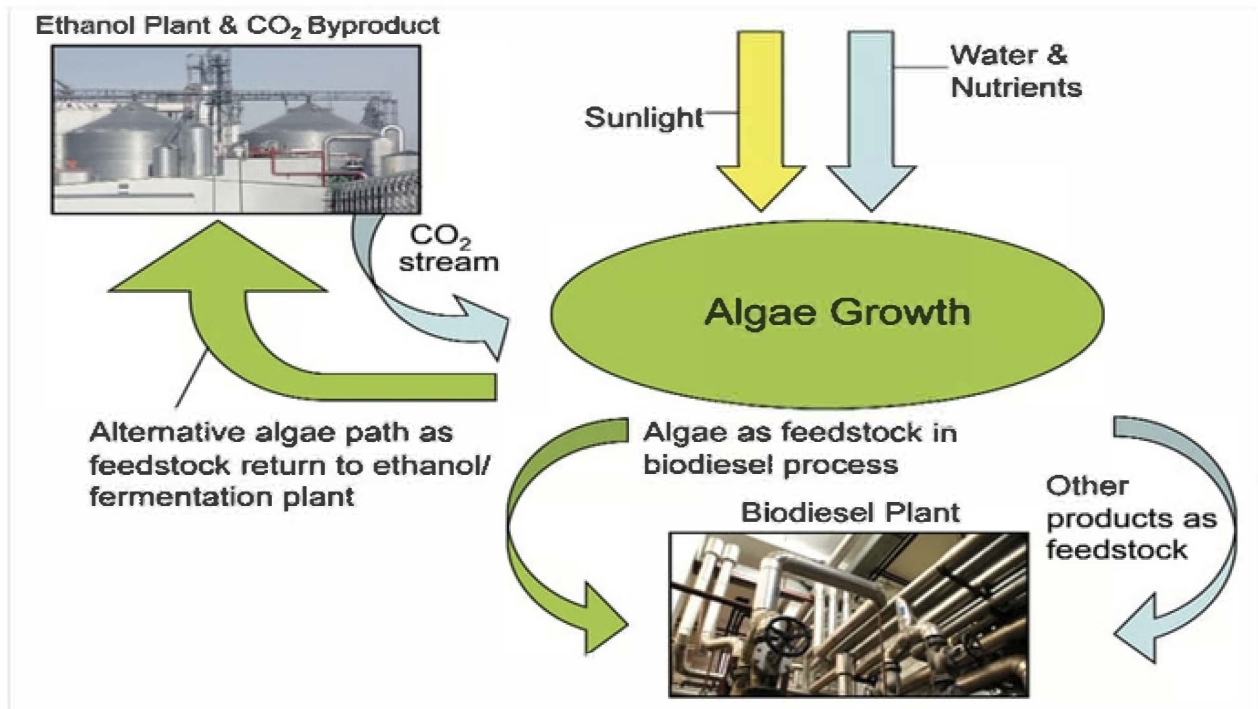 Ethanol Plant & CO₂ Byproduct
Sunlight
Water &
Nutrients
CO₂
stream
Algae Growth
Alternative algae path as
feedstock return to ethanol/
fermentation plant
Algae as feedstock in
biodiesel process
Biodiesel Plant
Other
products as
feedstock